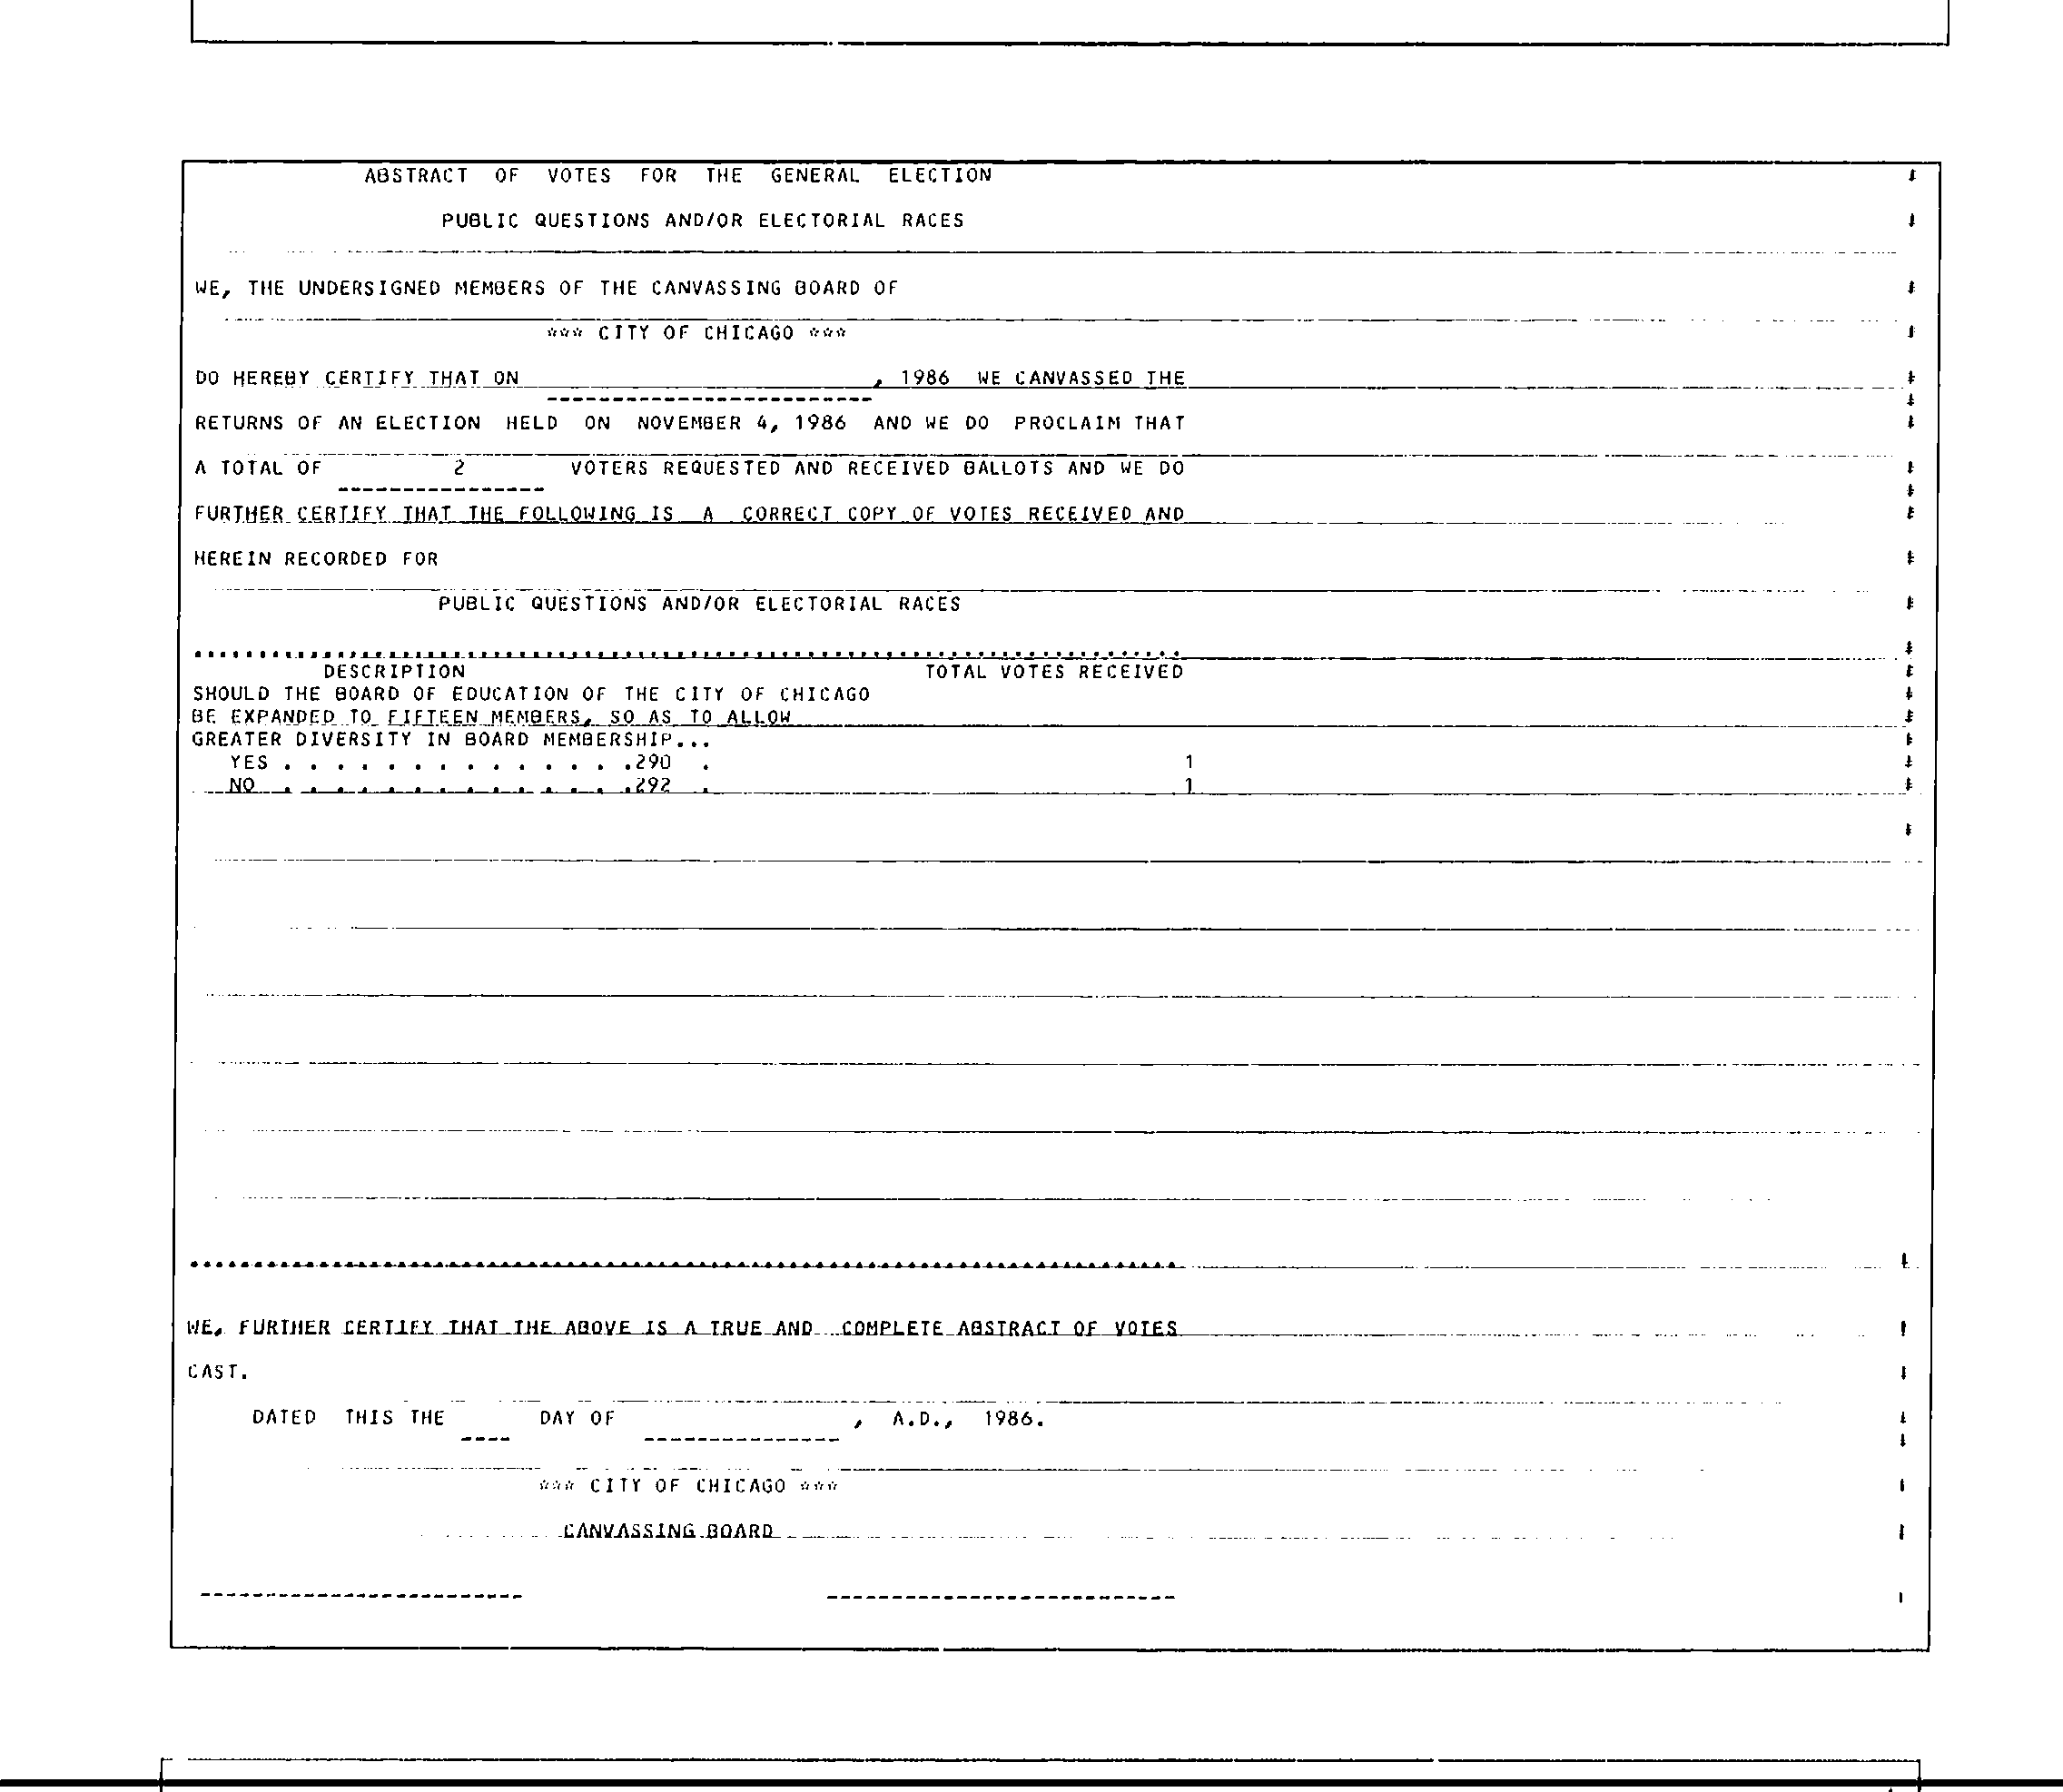 ABSTRACT OF VOTES FOR THE GENERAL ELECTION
PUBLIC QUESTIONS AND/OR ELECTORIAL RACES
WE, THE UNDERSIGNED MEMBERS OF THE CANVASSING BOARD OF
*** CITY OF CHICAGO ***
DO HEREBY CERTIFY THAT ON , 1986 WE CANVASSED THE
RETURNS OF AN ELECTION HELD ON NOVEMBER 4, 1986 AND WE DO PROCLAIM THAT
A TOTAL OF 2 VOTERS REQUESTED AND RECEIVED BALLOTS AND WE DO
FURTHER CERTIFY THAT THE FOLLOWING IS A CORRECT COPY OF VOTES RECEIVED AND
HEREIN RECORDED FOR
PUBLIC QUESTIONS AND/OR ELECTORIAL RACES
DESCRIPTION TOTAL VOTES RECEIVED
SHOULD THE BOARD OF EDUCATION OF THE CITY OF CHICAGO
BE EXPANDED TO FIFTEEN MEMBERS, SO AS TO ALLOW
GREATER DIVERSITY IN BOARD MEMBERSHIP...
YES . . . . . . . . . . . . . .290 . 1
NO . . . . . . . . . . . . . .292 . 1
WE, FURTHER CERTIFY THAT THE ABOVE IS A TRUE AND COMPLETE ABSTRACT OF VOTES
CAST.
DATED THIS THE ____ DAY OF _______________, A.D., 1986.
*** CITY OF CHICAGO ***
CANVASSING BOARD